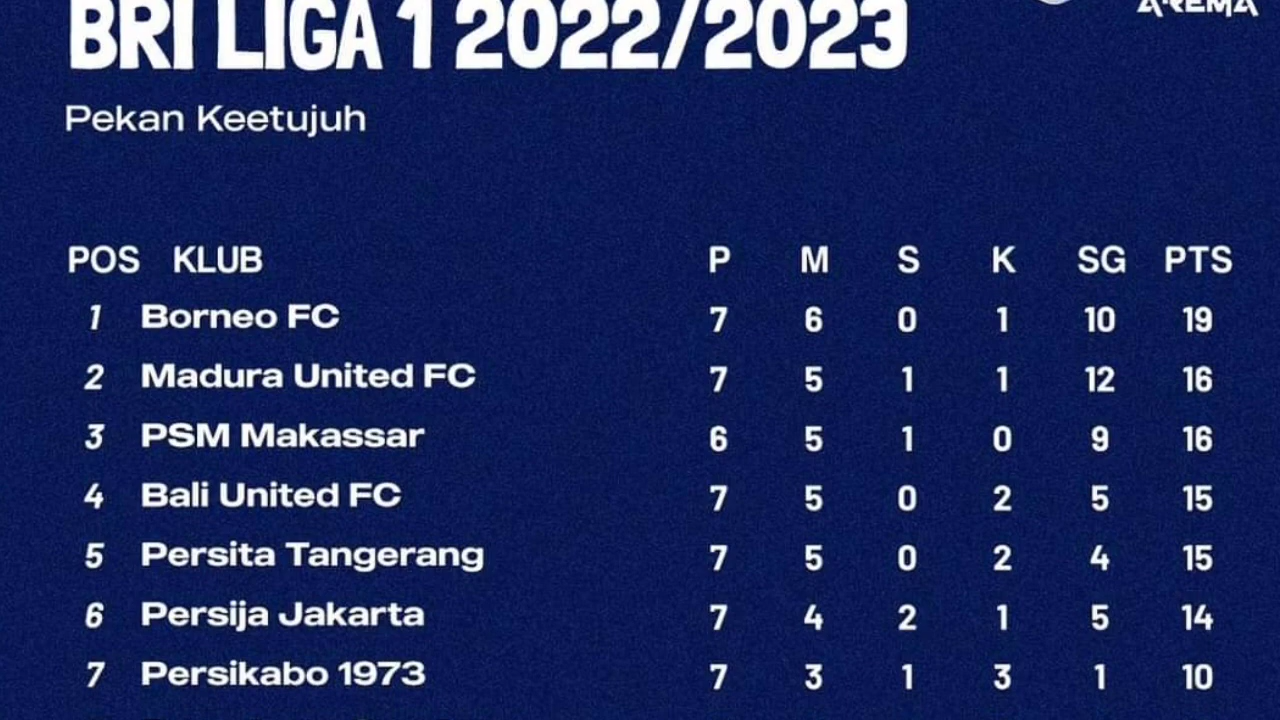 AREMA
BRI LIGA 1 2022/2023
Pekan Keetujuh
POS KLUB P M S K SG PTS
1 Borneo FC 7 6 0 1 10 19
2 Madura United FC 7 5 1 1 12 16
3 PSM Makassar 6 5 1 0 9 16
4 Bali United FC 7 5 0 2 5 15
5 Persita Tangerang 7 5 0 2 4 15
6 Persija Jakarta 7 4 2 1 5 14
7 Persikabo 1973 7 3 1 3 1 10